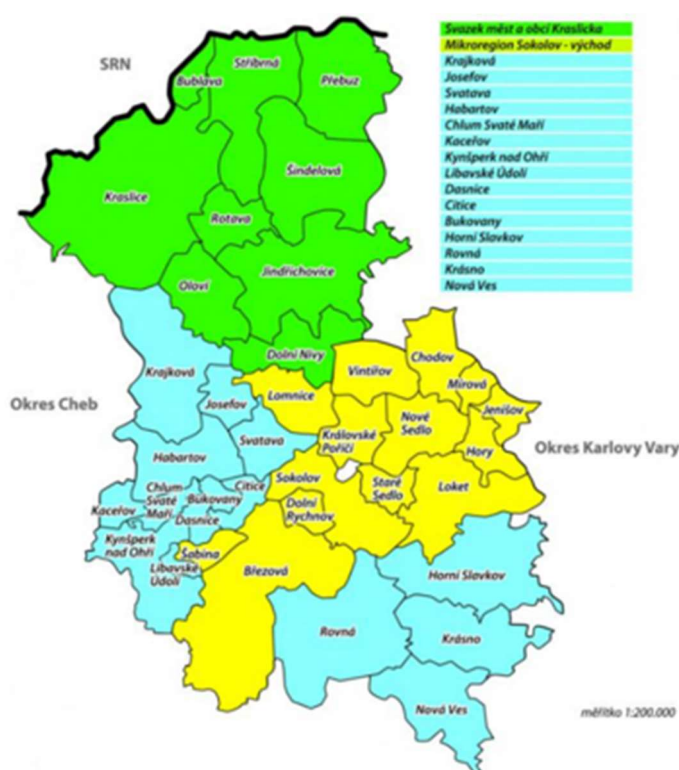 SRN
Svazek měst a obcí Kraslicka
Mikroregion Sokolov - východ
Krajková
Josefov
Svatava
Habartov
Chlum Svaté Maří
Kaceřov
Kynšperk nad Ohří
Libavské Údolí
Dasnice
Citice
Bukovany
Horní Slavkov
Rovná
Krásno
Nová Ves
Stříbrná
Bublava
Přebuz
Šindelová
Kraslice
Rotava
Jindřichovice
Oloví
Dolní Nivy
Krajková
Vintířov
Chodov
Mírová
Lomnice
Okres Cheb
Josefov
Jenišov
Nové
Sedlo
Svatava
Královské
Poříčí
Okres Karlovy Vary
Hory
Habartov
Sokolov
Chlum
Svaté
Maří
Citice
Bukovany
Staré
Sedlo
Loket
Kaceřov
Dasnice
Dolní
Rychnov
Kynšperk
nad Ohří
Šabina
Libavské
Údolí
Březová
Horní Slavkov
Rovná
Krásno
Nová Ves
měřítko 1:200.000